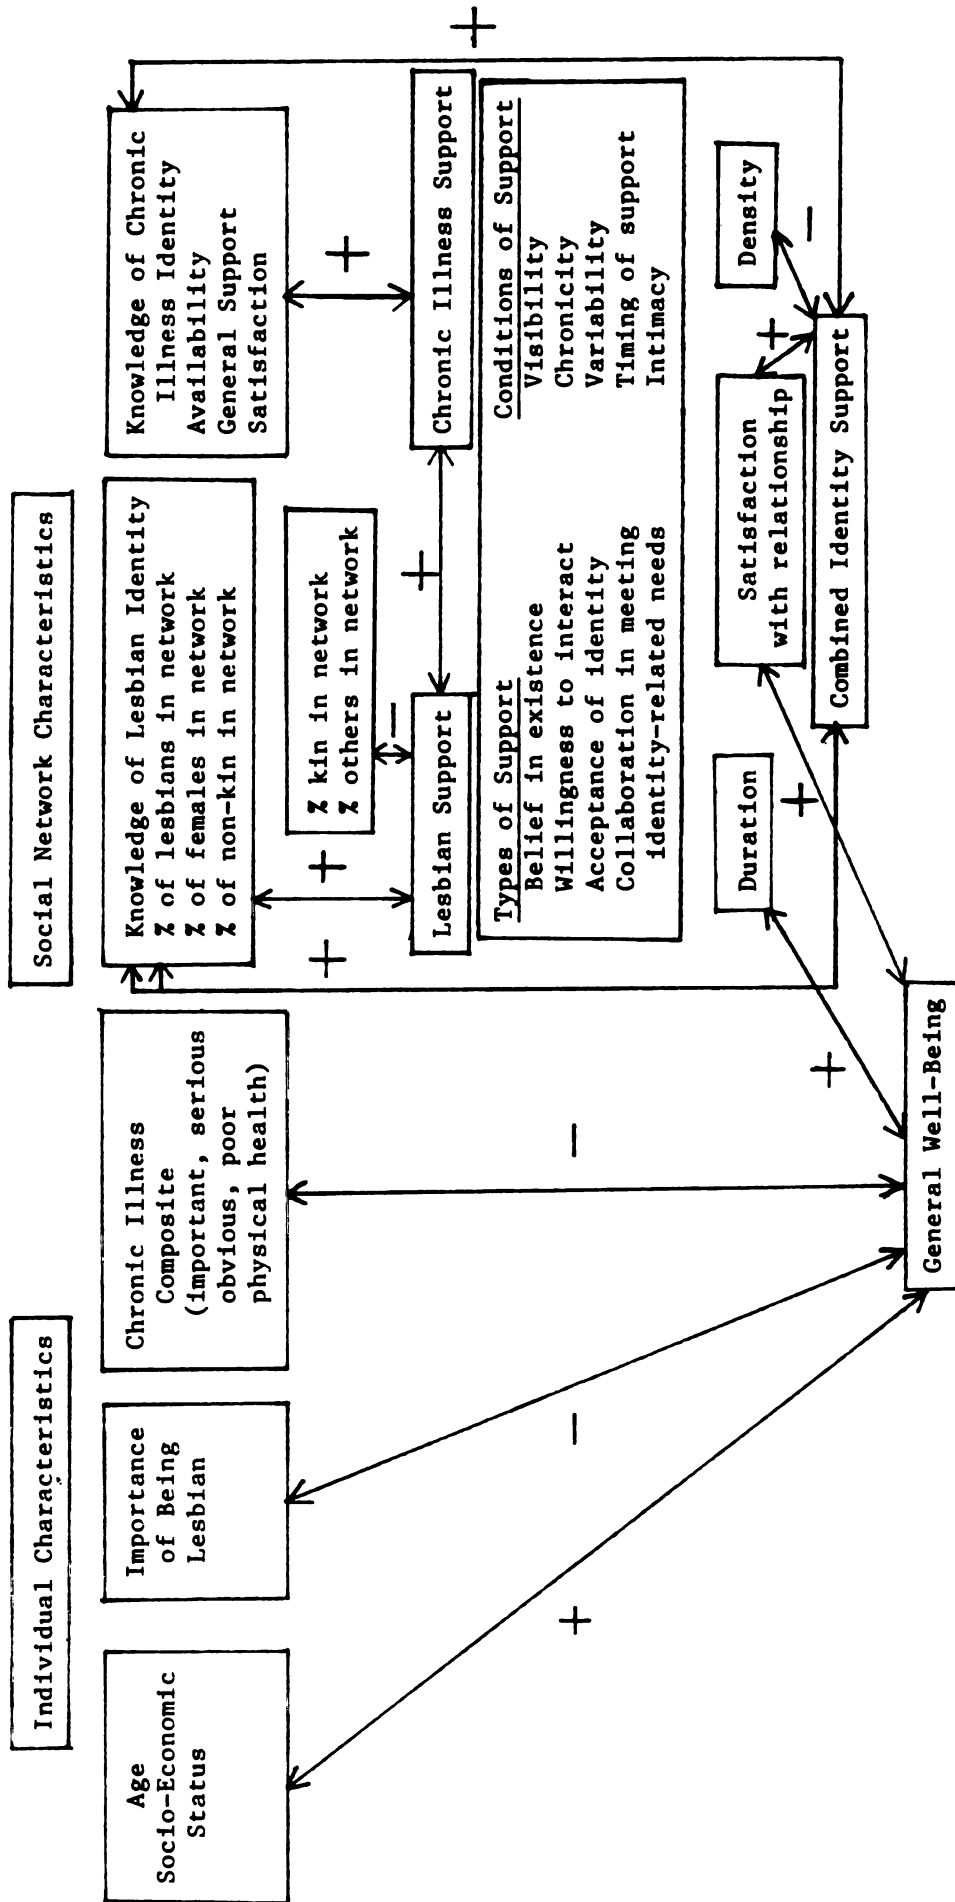 Individual Characteristics
Social Network Characteristics
Age
Socio-Economic
Status
Importance
of Being
Lesbian
Chronic Illness
Composite
(important, serious
obvious, poor
physical health)
Knowledge of Lesbian Identity
% of lesbians in network
% of females in network
% of non-kin in network
Knowledge of Chronic
Illness Identity
Availability
General Support
Satisfaction
% kin in network
% others in network
+
+
-
+
+
+
Lesbian Support
Chronic Illness Support
Types of Support
Belief in existence
Willingness to interact
Acceptance of identity
Collaboration in meeting
identity-related needs
Conditions of Support
Visibility
Chronicity
Variability
Timing of support
Intimacy
+
-
-
Duration
Satisfaction
with relationship
Density
+
+
+
-
Combined Identity Support
General Well-Being